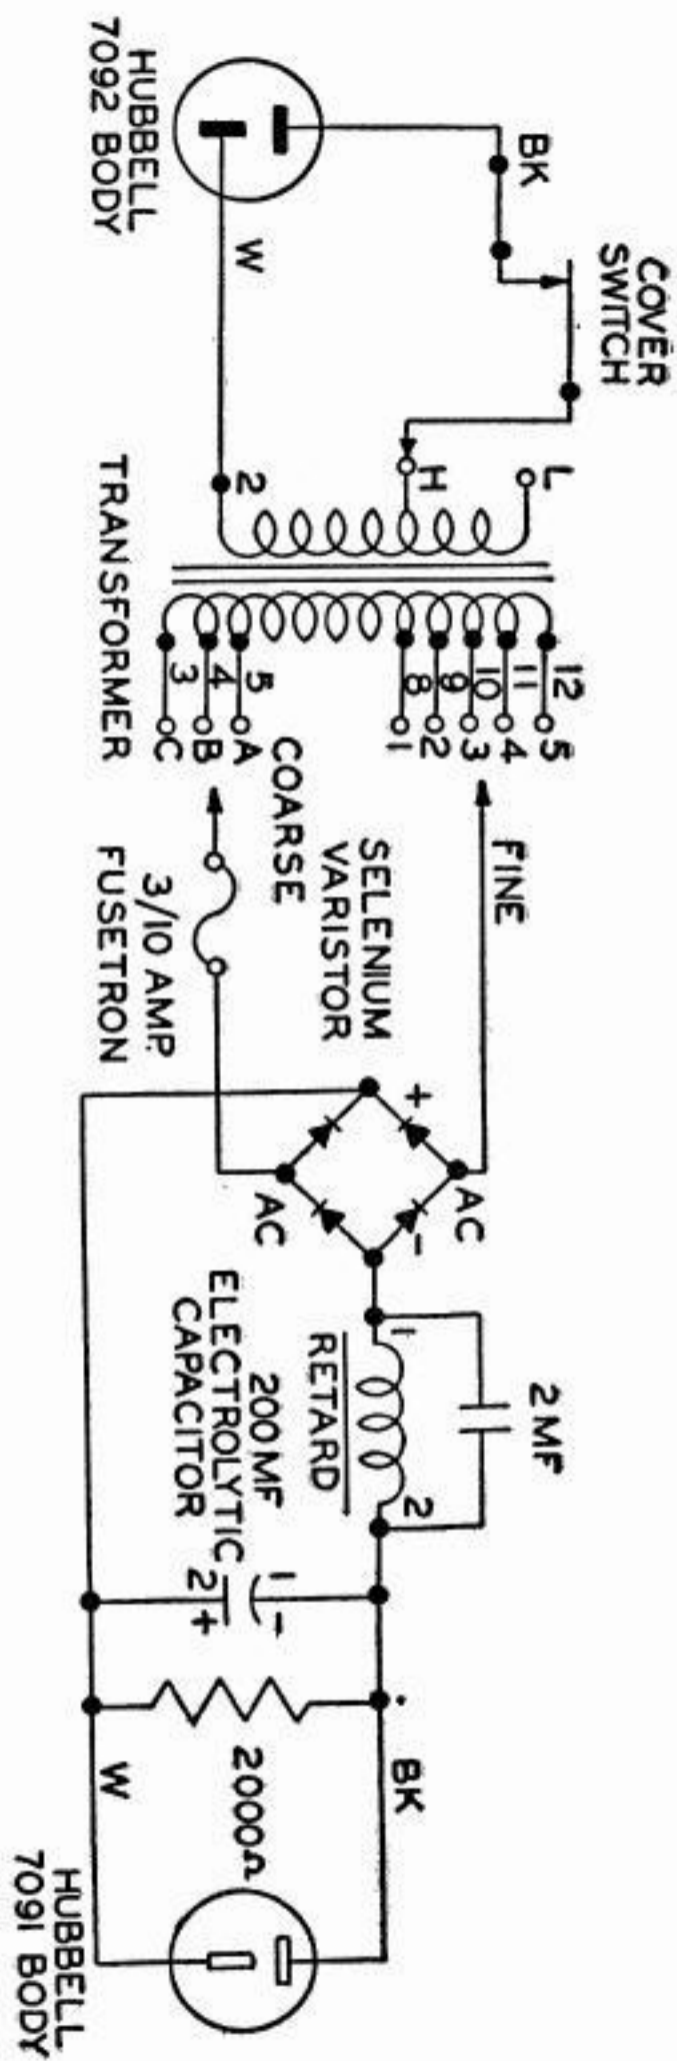 HUBBELL
7092 BODY
BK
W
COVER
SWITCH
L
H
2
TRANSFORMER
12
11
10
9
8
5
4
3
5
4
3
2
1
A
B
C
COARSE
FINE
3/10 AMP.
FUSETRON
SELENIUM
VARISTOR
+
AC
-
AC
2 MF
1
2
RETARD
200 MF
ELECTROLYTIC
CAPACITOR
1 -
2 +
2000Ω
BK
W
HUBBELL
7091 BODY